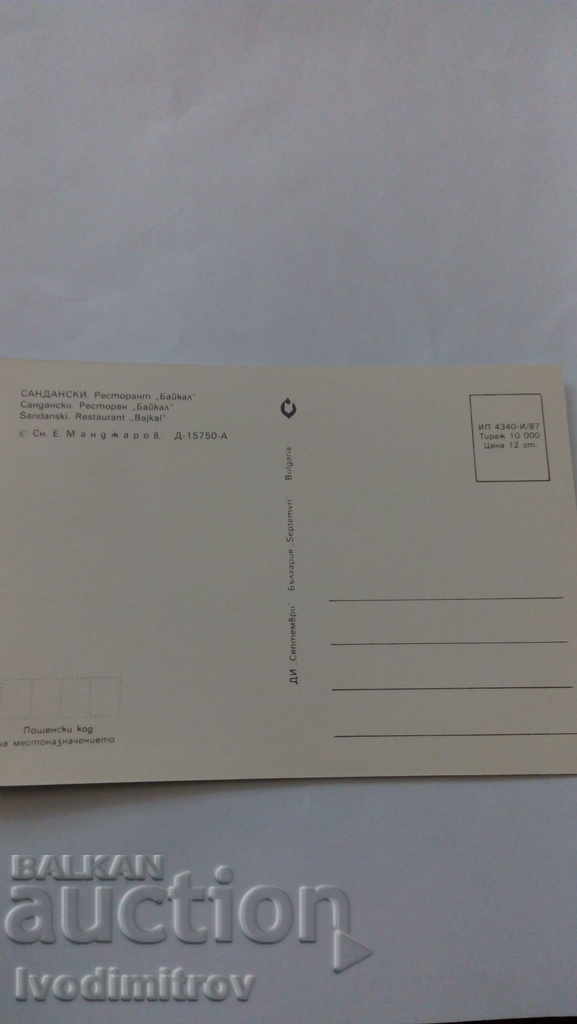 САНДАНСКИ. Ресторант „Байкал"
Сандански. Ресторан „Байкал"
Sandanski. Restaurant „Bajkal"
© Сн. Е. Манджаров, Д-15750-А
ДИ „Септември" България „Septemvri" Bulgaria
ИП 4340-И/87
Тираж 10 000
Цена 12 ст.
Пощенски код
на местоназначението
BALKAN
auction
Ivodimitrov